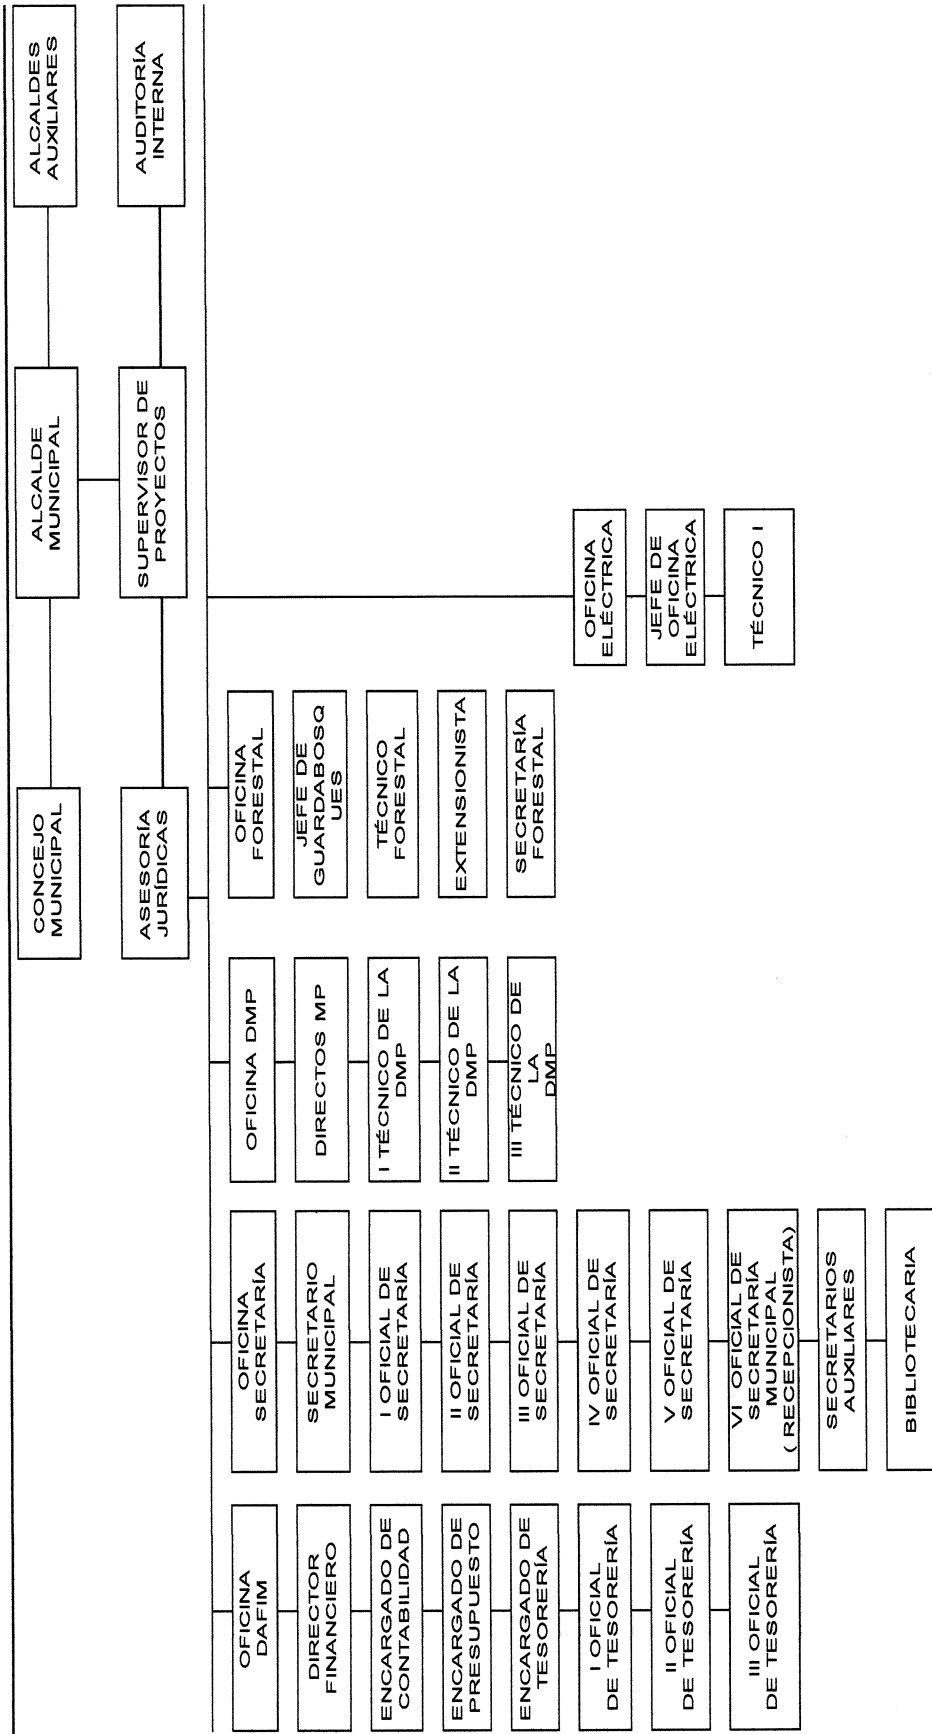 CONCEJO
MUNICIPAL
ALCALDE
MUNICIPAL
ALCALDES
AUXILIARES
ASESORÍA
JURÍDICAS
SUPERVISOR DE
PROYECTOS
AUDITORÍA
INTERNA
OFICINA
DAFIM
DIRECTOR
FINANCIERO
ENCARGADO DE
CONTABILIDAD
ENCARGADO DE
PRESUPUESTO
ENCARGADO DE
TESORERÍA
I OFICIAL
DE TESORERÍA
II OFICIAL
DE TESORERÍA
III OFICIAL
DE TESORERÍA
OFICINA
SECRETARÍA
SECRETARIO
MUNICIPAL
I OFICIAL DE
SECRETARÍA
II OFICIAL DE
SECRETARÍA
III OFICIAL DE
SECRETARÍA
IV OFICIAL DE
SECRETARÍA
V OFICIAL DE
SECRETARÍA
VI OFICIAL DE
SECRETARÍA
MUNICIPAL
( RECEPCIONISTA)
SECRETARIOS
AUXILIARES
BIBLIOTECARIA
OFICINA DMP
DIRECTOS MP
I TÉCNICO DE LA
DMP
II TÉCNICO DE LA
DMP
III TÉCNICO DE
LA
DMP
OFICINA
FORESTAL
JEFE DE
GUARDABOSQ
UES
TÉCNICO
FORESTAL
EXTENSIONISTA
SECRETARÍA
FORESTAL
OFICINA
ELÉCTRICA
JEFE DE
OFICINA
ELÉCTRICA
TÉCNICO I